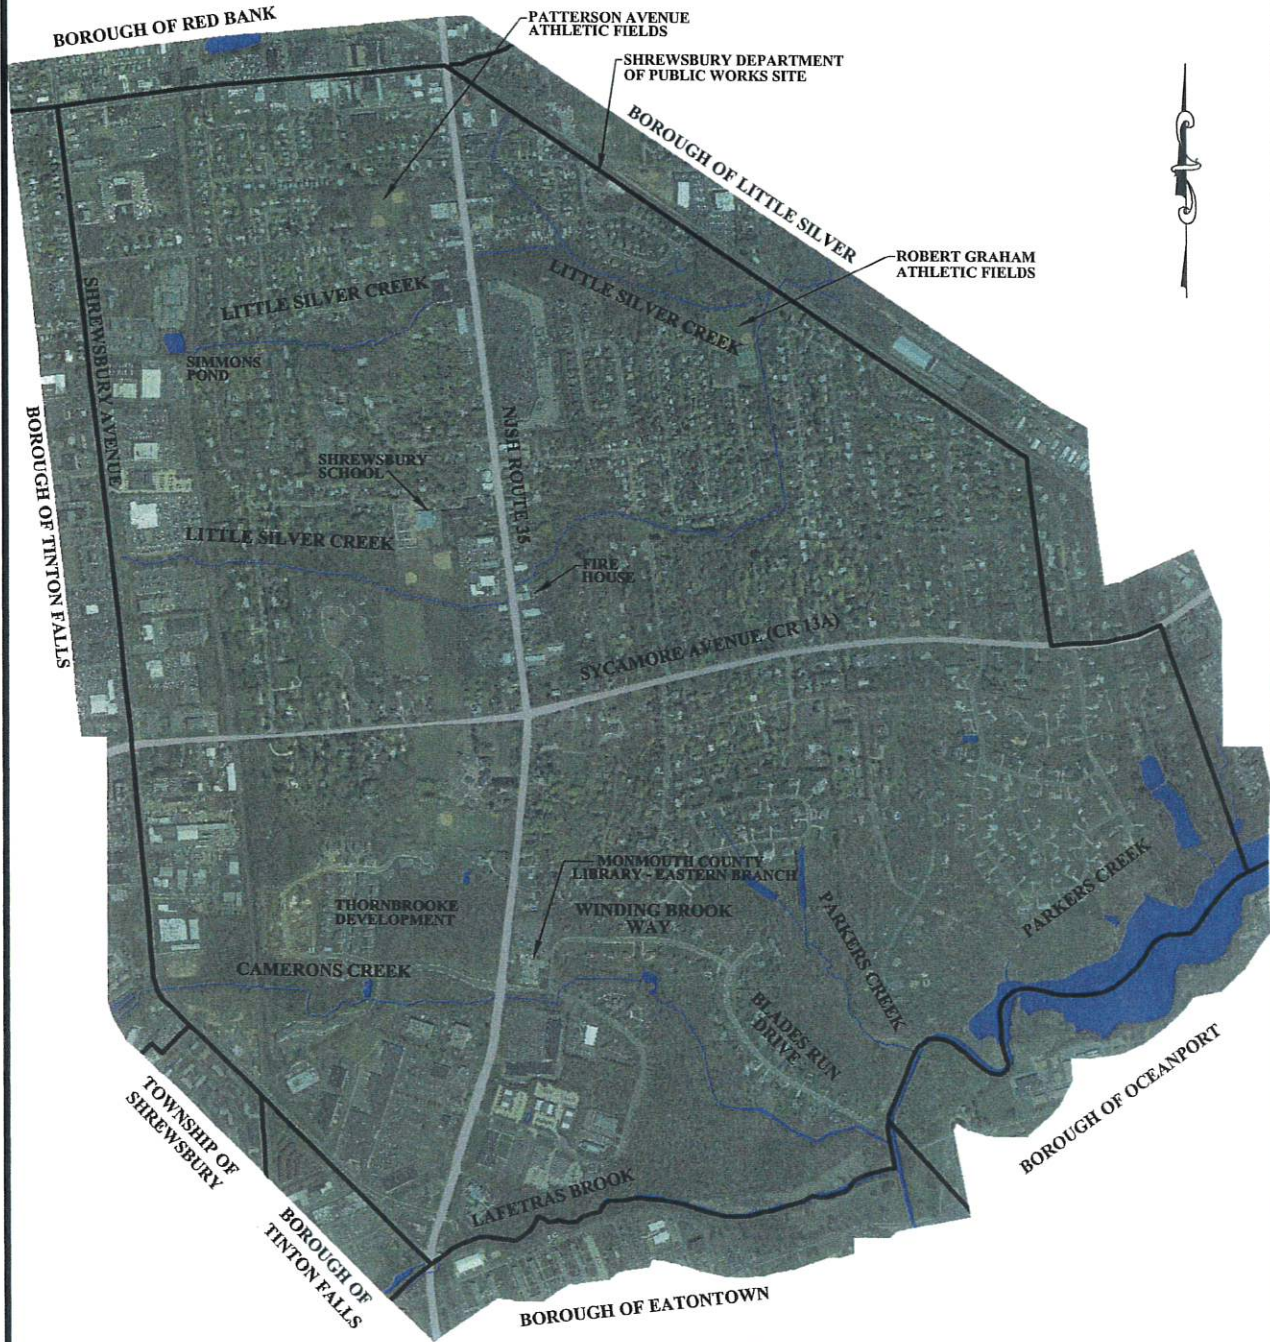 BOROUGH OF RED BANK
PATTERSON AVENUE
ATHLETIC FIELDS
SHREWSBURY DEPARTMENT
OF PUBLIC WORKS SITE
BOROUGH OF LITTLE SILVER
ROBERT GRAHAM
ATHLETIC FIELDS
LITTLE SILVER CREEK
LITTLE SILVER CREEK
SHREWSBURY AVENUE
SIMMONS
POND
BOROUGH OF TINTON FALLS
NJSH ROUTE 35
SHREWSBURY
SCHOOL
LITTLE SILVER CREEK
FIRE
HOUSE
SYCAMORE AVENUE (CR 13A)
MONMOUTH COUNTY
LIBRARY - EASTERN BRANCH
THORNBROOKE
DEVELOPMENT
WINDING BROOK
WAY
PARKERS CREEK
PARKERS CREEK
CAMERONS CREEK
BLADES RUN
DRIVE
BOROUGH OF OCEANPORT
TOWNSHIP OF
SHREWSBURY
LAFETRAS BROOK
BOROUGH OF
TINTON FALLS
BOROUGH OF EATONTOWN